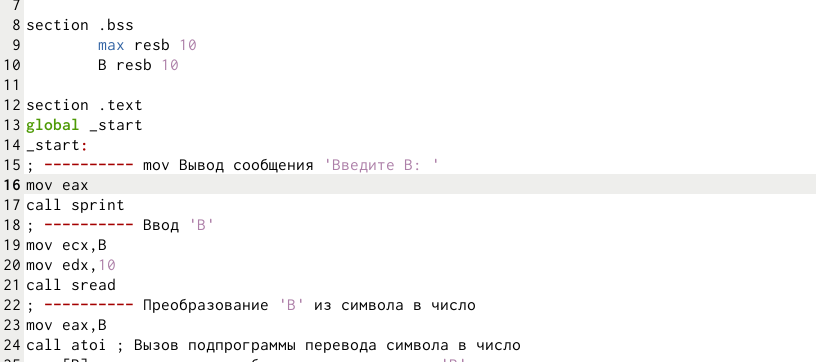 7
8 section .bss
9 max resb 10
10 B resb 10
11
12 section .text
13 global _start
14 _start:
15 ; ---------- mov Вывод сообщения 'Введите B: '
16 mov eax
17 call sprint
18 ; ---------- Ввод 'B'
19 mov ecx,B
20 mov edx,10
21 call sread
22 ; ---------- Преобразование 'B' из символа в число
23 mov eax,B
24 call atoi ; Вызов подпрограммы перевода символа в число